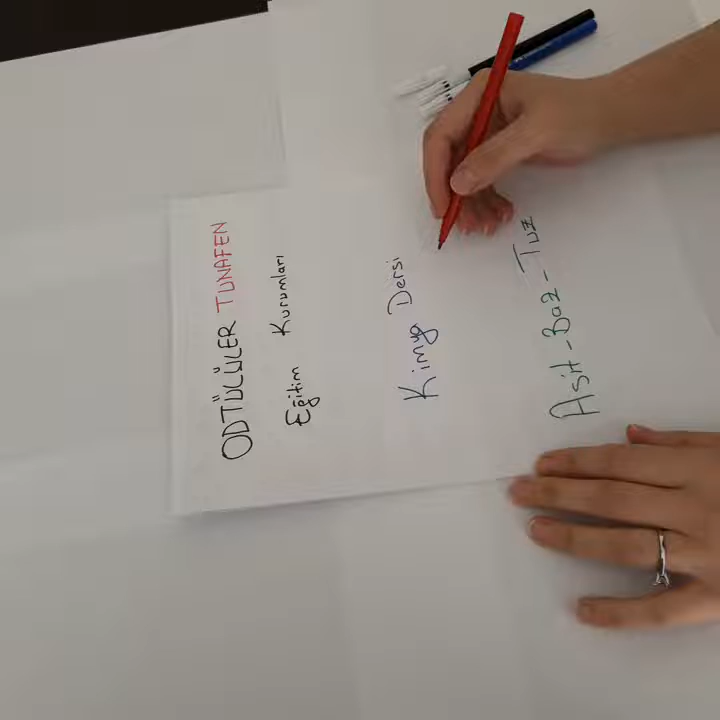 ODTÜLÜLER TUNAFEN
Eğitim Kurumları
Kimya Dersi
Asit-Baz-Tuz